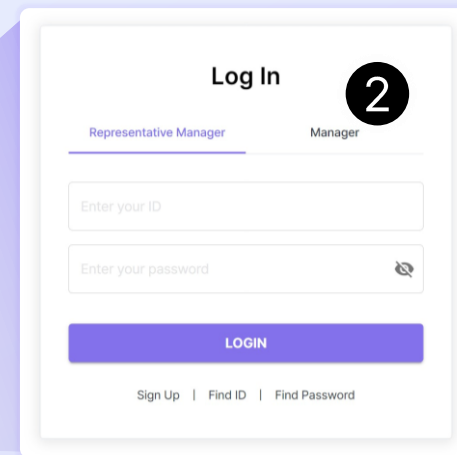 Log In
2
Representative Manager Manager
Enter your ID
Enter your password
LOGIN
Sign Up | Find ID | Find Password